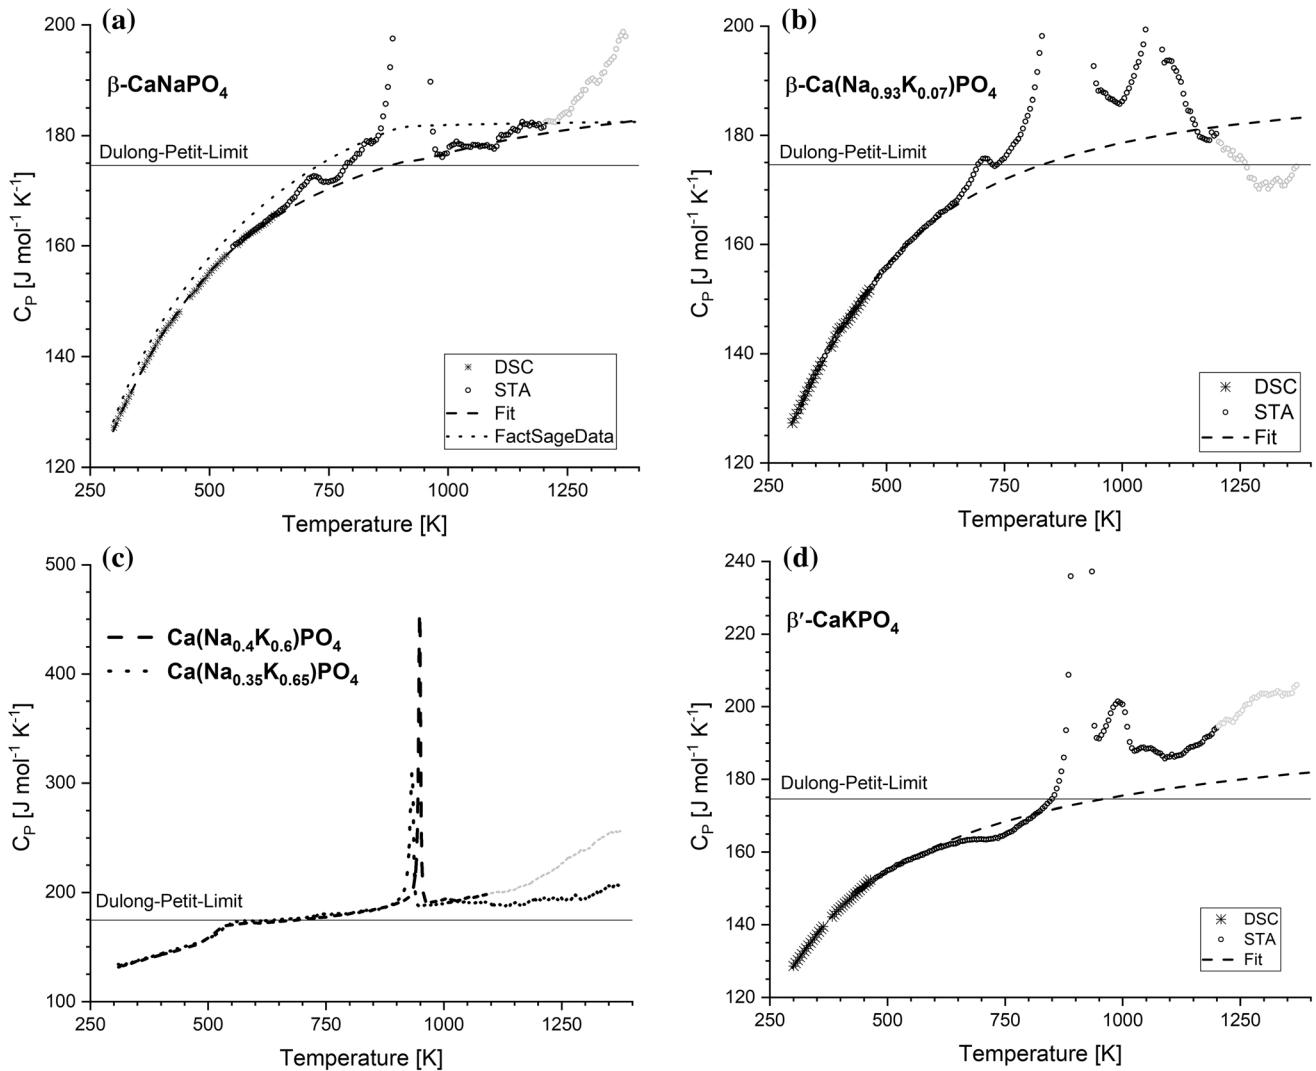 (a)
β-CaNaPO4
Dulong-Petit-Limit
DSC
STA
Fit
FactSageData
200
180
160
140
120
250 500 750 1000 1250
CP [J mol-1 K-1]
Temperature [K]
(b)
β-Ca(Na0.93K0.07)PO4
Dulong-Petit-Limit
DSC
STA
Fit
200
180
160
140
120
250 500 750 1000 1250
CP [J mol-1 K-1]
Temperature [K]
(c)
Ca(Na0.4K0.6)PO4
Ca(Na0.35K0.65)PO4
Dulong-Petit-Limit
500
400
300
200
100
250 500 750 1000 1250
CP [J mol-1 K-1]
Temperature [K]
(d)
β′-CaKPO4
Dulong-Petit-Limit
DSC
STA
Fit
240
220
200
180
160
140
120
250 500 750 1000 1250
CP [J mol-1 K-1]
Temperature [K]